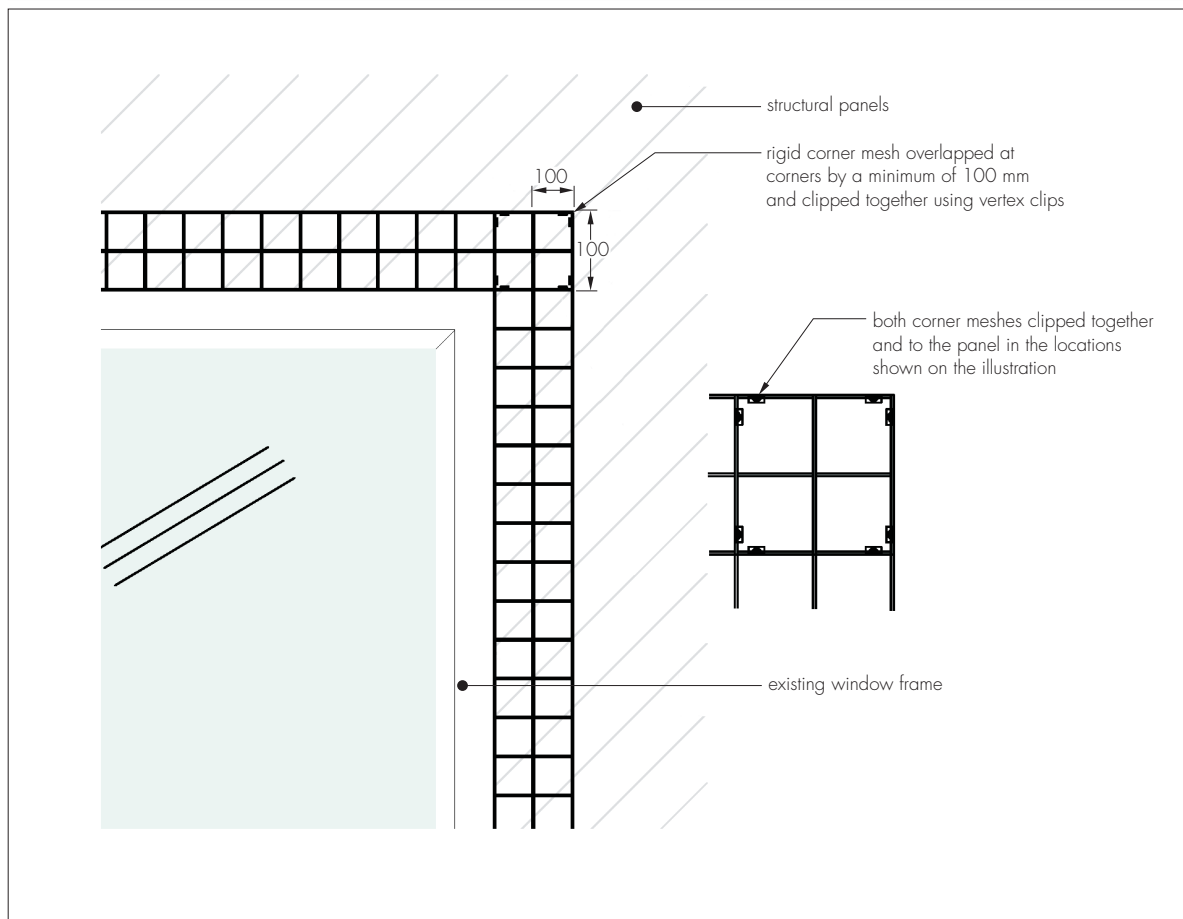 structural panels
rigid corner mesh overlapped at
corners by a minimum of 100 mm
and clipped together using vertex clips
100
100
both corner meshes clipped together
and to the panel in the locations
shown on the illustration
existing window frame